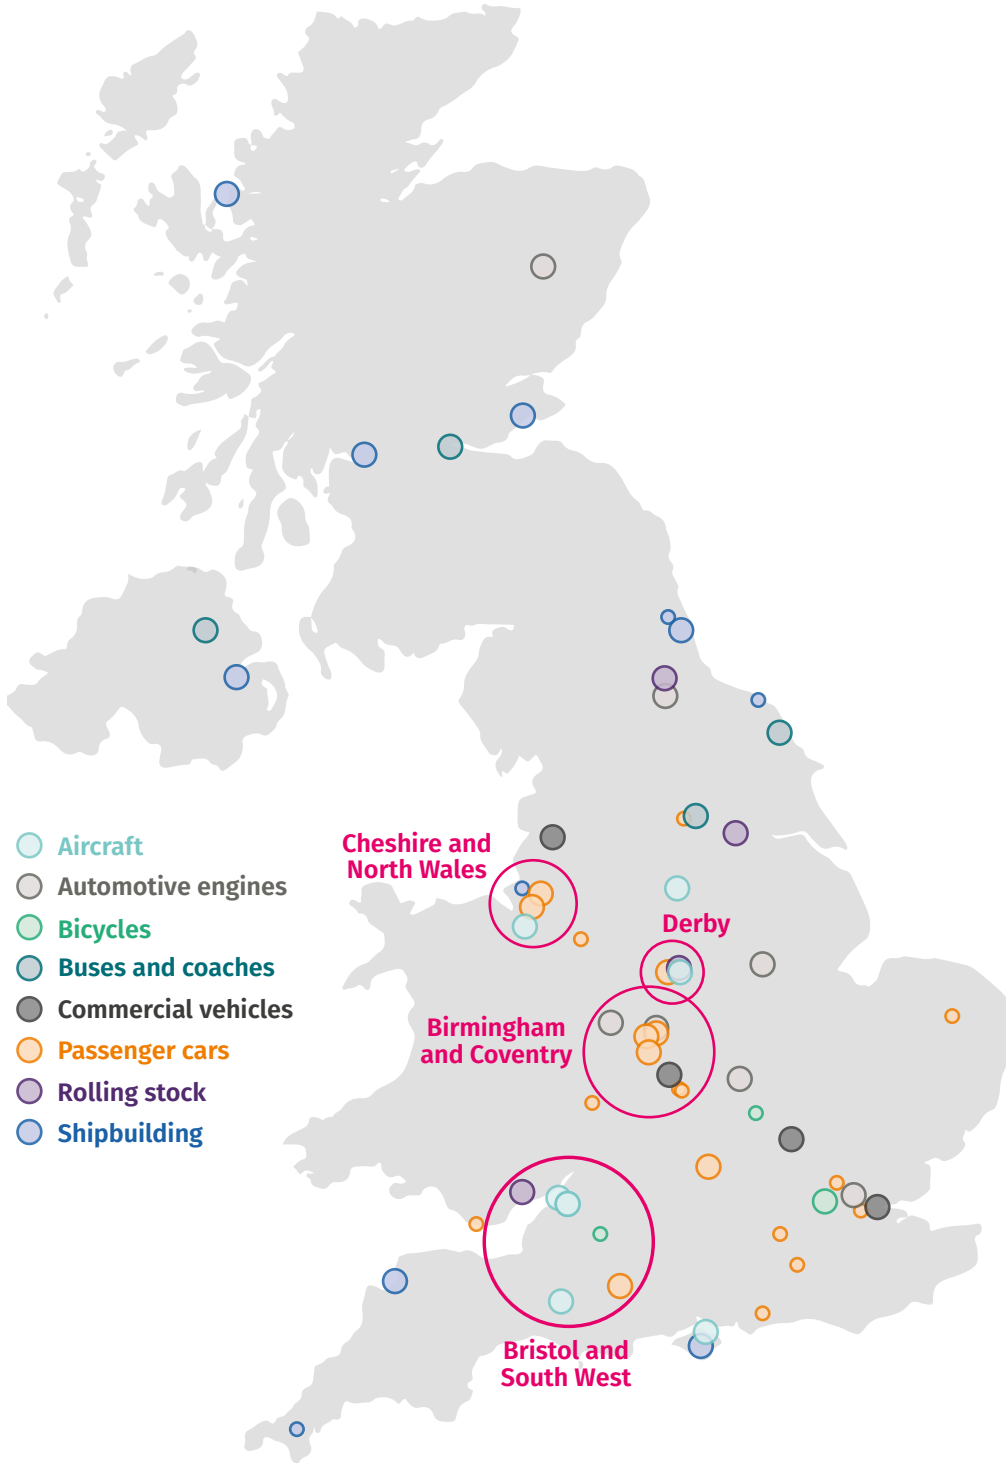 Cheshire and
North Wales
Derby
Birmingham
and Coventry
Bristol and
South West
Aircraft
Automotive engines
Bicycles
Buses and coaches
Commercial vehicles
Passenger cars
Rolling stock
Shipbuilding